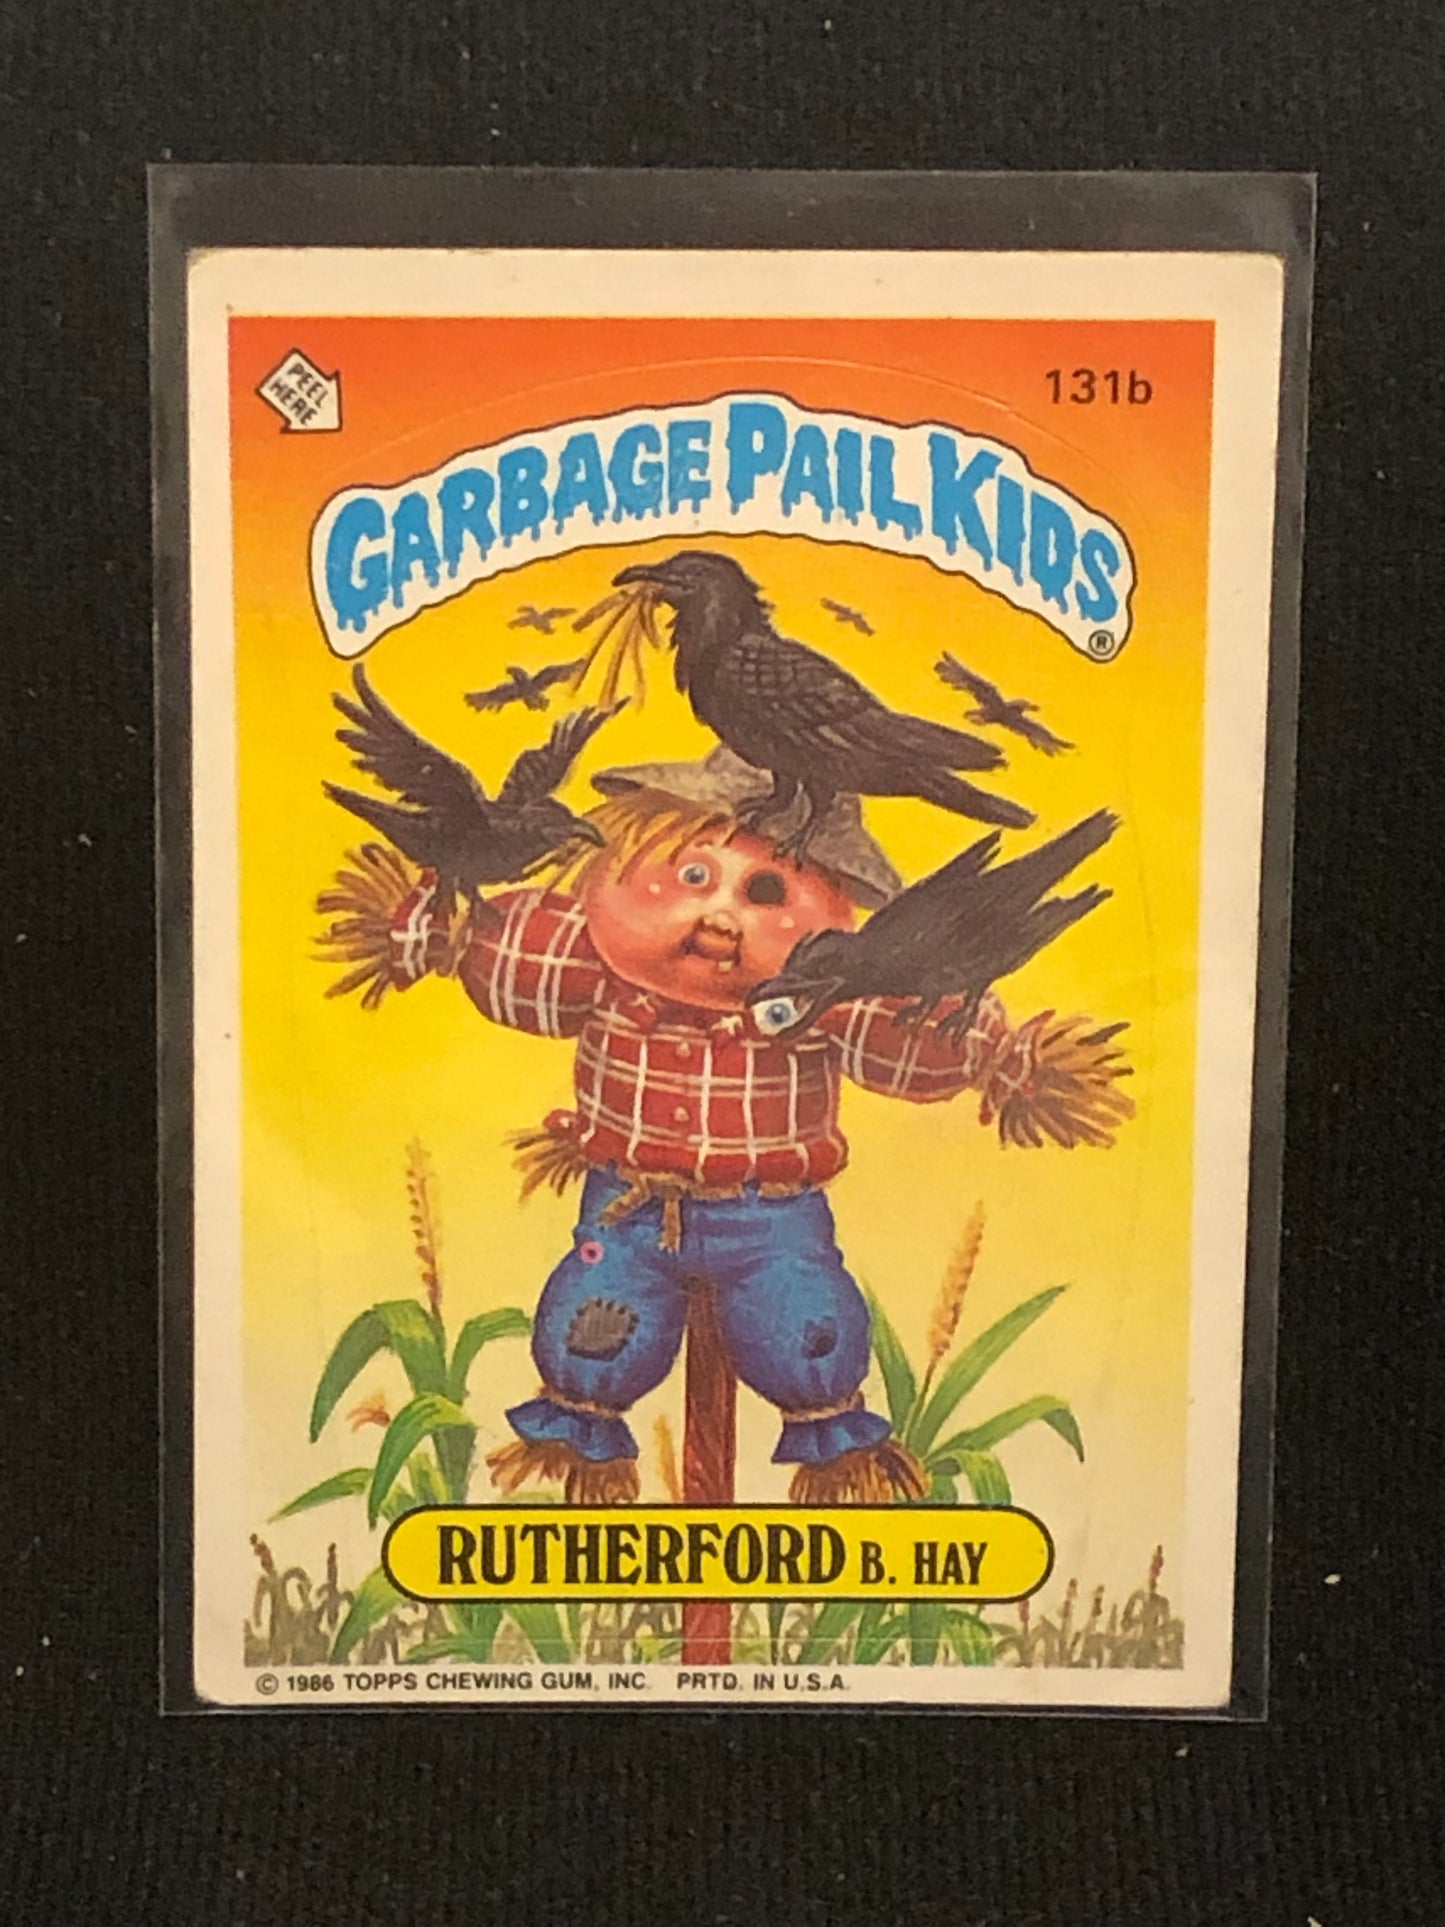 PEEL
HERE
131b
GARBAGE PAIL KIDS
®
RUTHERFORD B. HAY
© 1986 TOPPS CHEWING GUM, INC. PRTD. IN U.S.A.